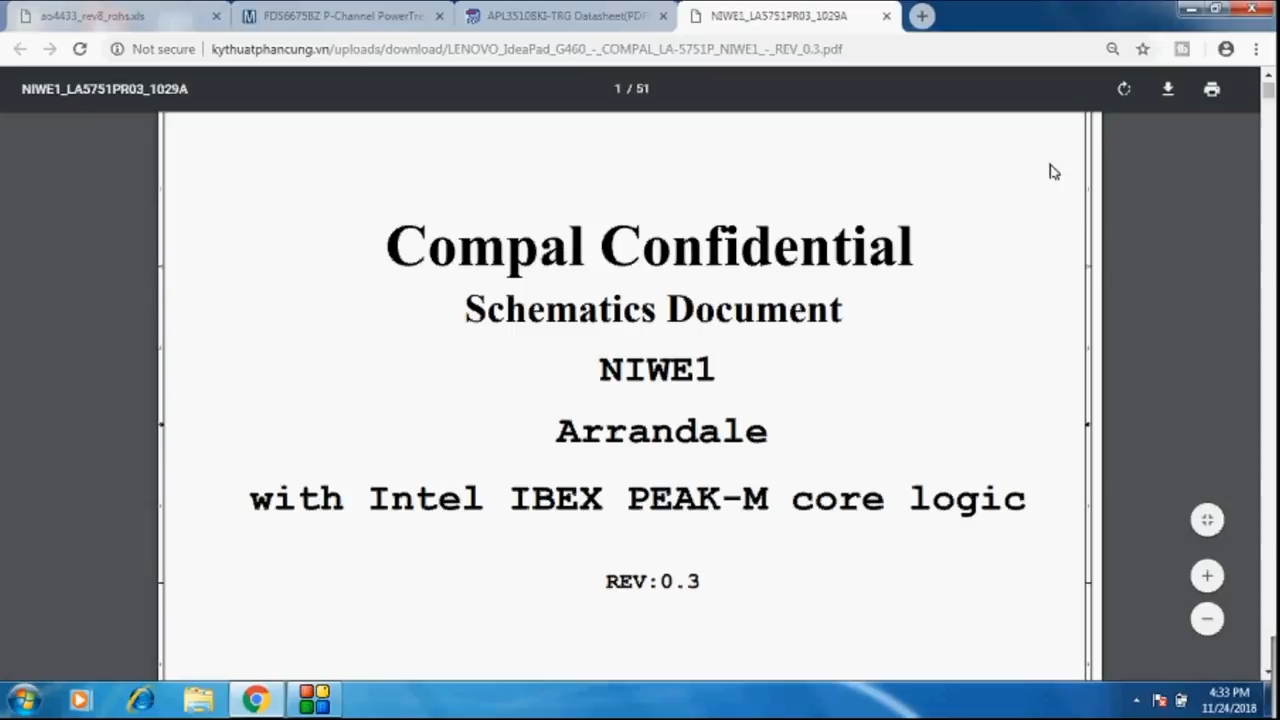 ao4433_rev8_rohs.xls
FDS6675BZ P-Channel PowerTre
APL3510BKI-TRG Datasheet(PDF
NIWE1_LA5751PR03_1029A
Not secure
kythuatphancung.vn/uploads/download/LENOVO_IdeaPad_G460_-_COMPAL_LA-5751P_NIWE1_-_REV_0.3.pdf
NIWE1_LA5751PR03_1029A
1 / 51
Compal Confidential
Schematics Document
NIWE1
Arrandale
with Intel IBEX PEAK-M core logic
REV:0.3
4:33 PM
11/24/2018